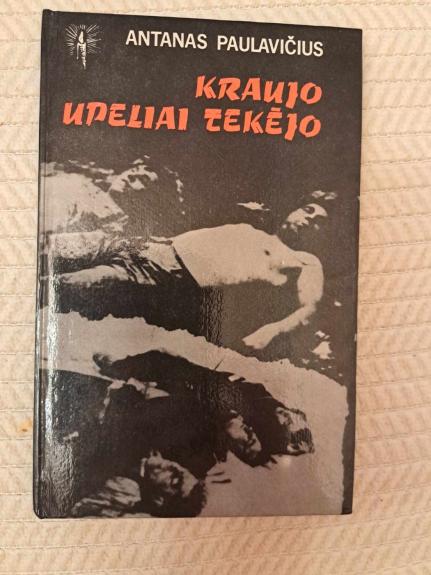 ANTANAS PAULAVIČIUS
KRAUJO
UPELIAI TEKĖJO